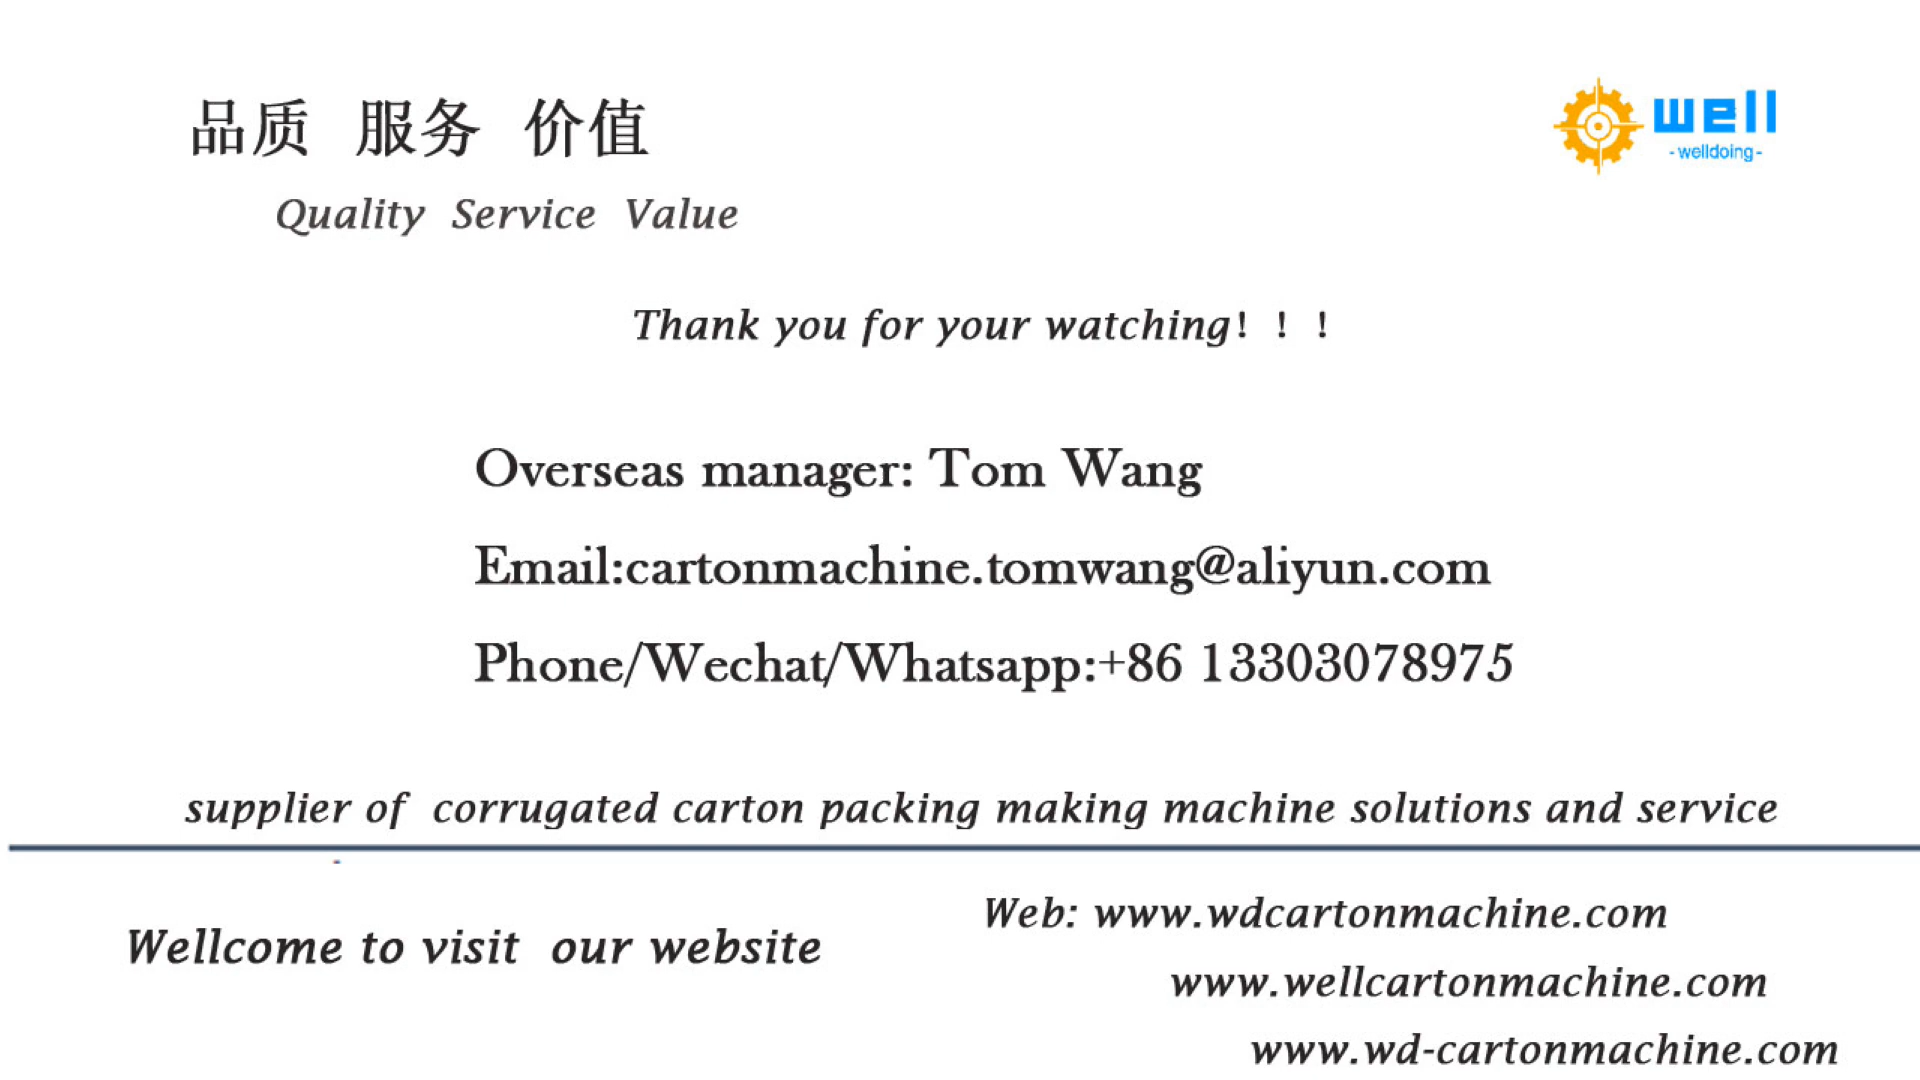 品质 服务 价值
well
-welldoing-
Quality Service Value
Thank you for your watching！！！
Overseas manager: Tom Wang
Email:cartonmachine.tomwang@aliyun.com
Phone/Wechat/Whatsapp:+86 13303078975
supplier of corrugated carton packing making machine solutions and service
Wellcome to visit our website
Web: www.wdcartonmachine.com
www.wellcartonmachine.com
www.wd-cartonmachine.com